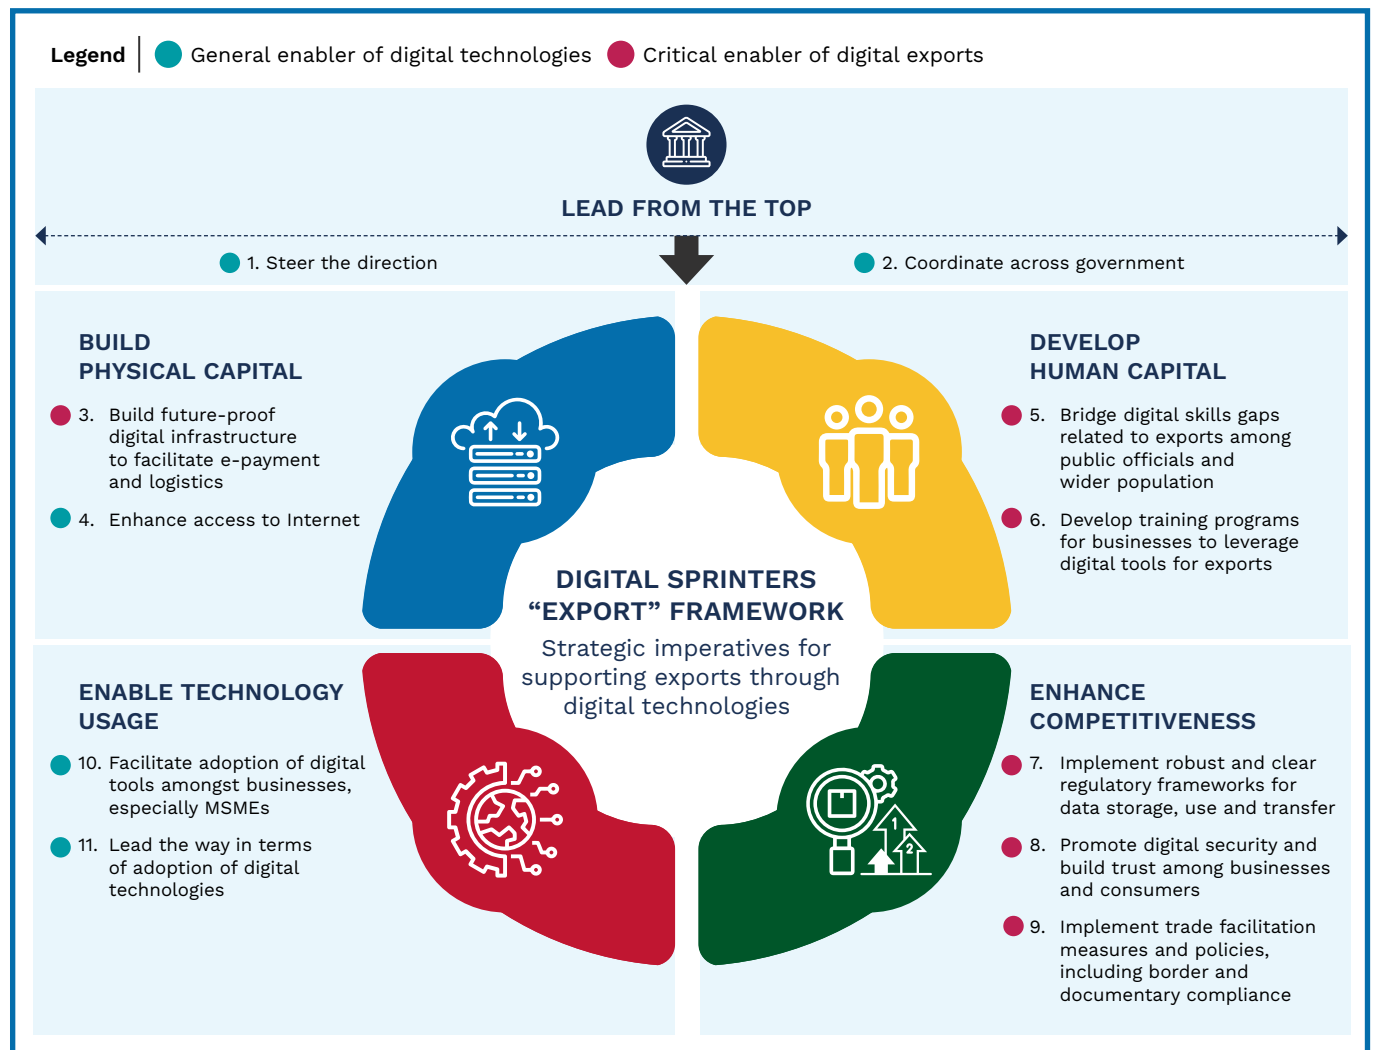 Legend
General enabler of digital technologies
Critical enabler of digital exports
LEAD FROM THE TOP
1. Steer the direction
2. Coordinate across government
BUILD
PHYSICAL CAPITAL
3. Build future-proof
digital infrastructure
to facilitate e-payment
and logistics
4. Enhance access to Internet
DEVELOP
HUMAN CAPITAL
5. Bridge digital skills gaps
related to exports among
public officials and
wider population
6. Develop training programs
for businesses to leverage
digital tools for exports
DIGITAL SPRINTERS
“EXPORT” FRAMEWORK
Strategic imperatives for
supporting exports through
digital technologies
ENABLE TECHNOLOGY
USAGE
10. Facilitate adoption of digital
tools amongst businesses,
especially MSMEs
11. Lead the way in terms
of adoption of digital
technologies
1
2
ENHANCE
COMPETITIVENESS
7. Implement robust and clear
regulatory frameworks for
data storage, use and transfer
8. Promote digital security and
build trust among businesses
and consumers
9. Implement trade facilitation
measures and policies,
including border and
documentary compliance